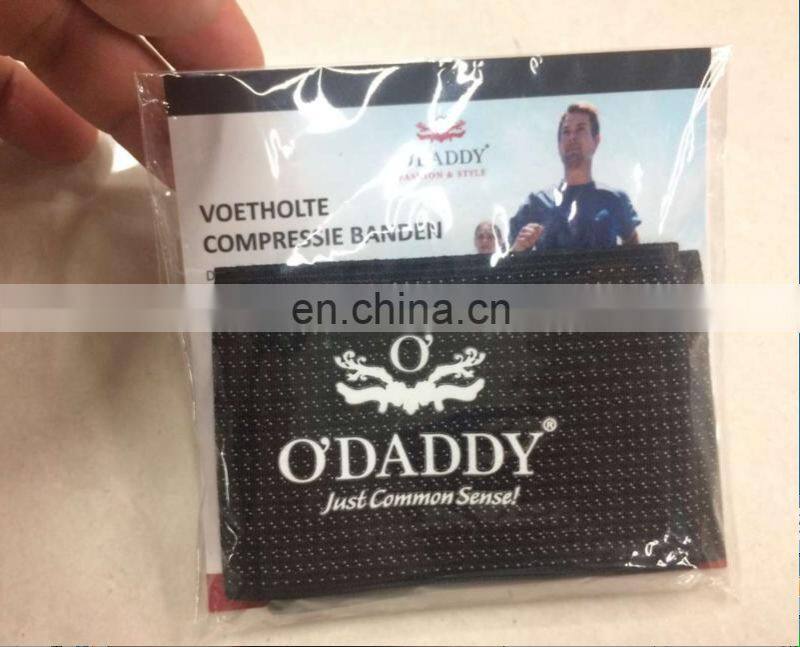 O'DADDY®
FASHION & STYLE
VOETHOLTE
COMPRESSIE BANDEN
en.china.cn
O'
O'DADDY®
Just Common Sense!